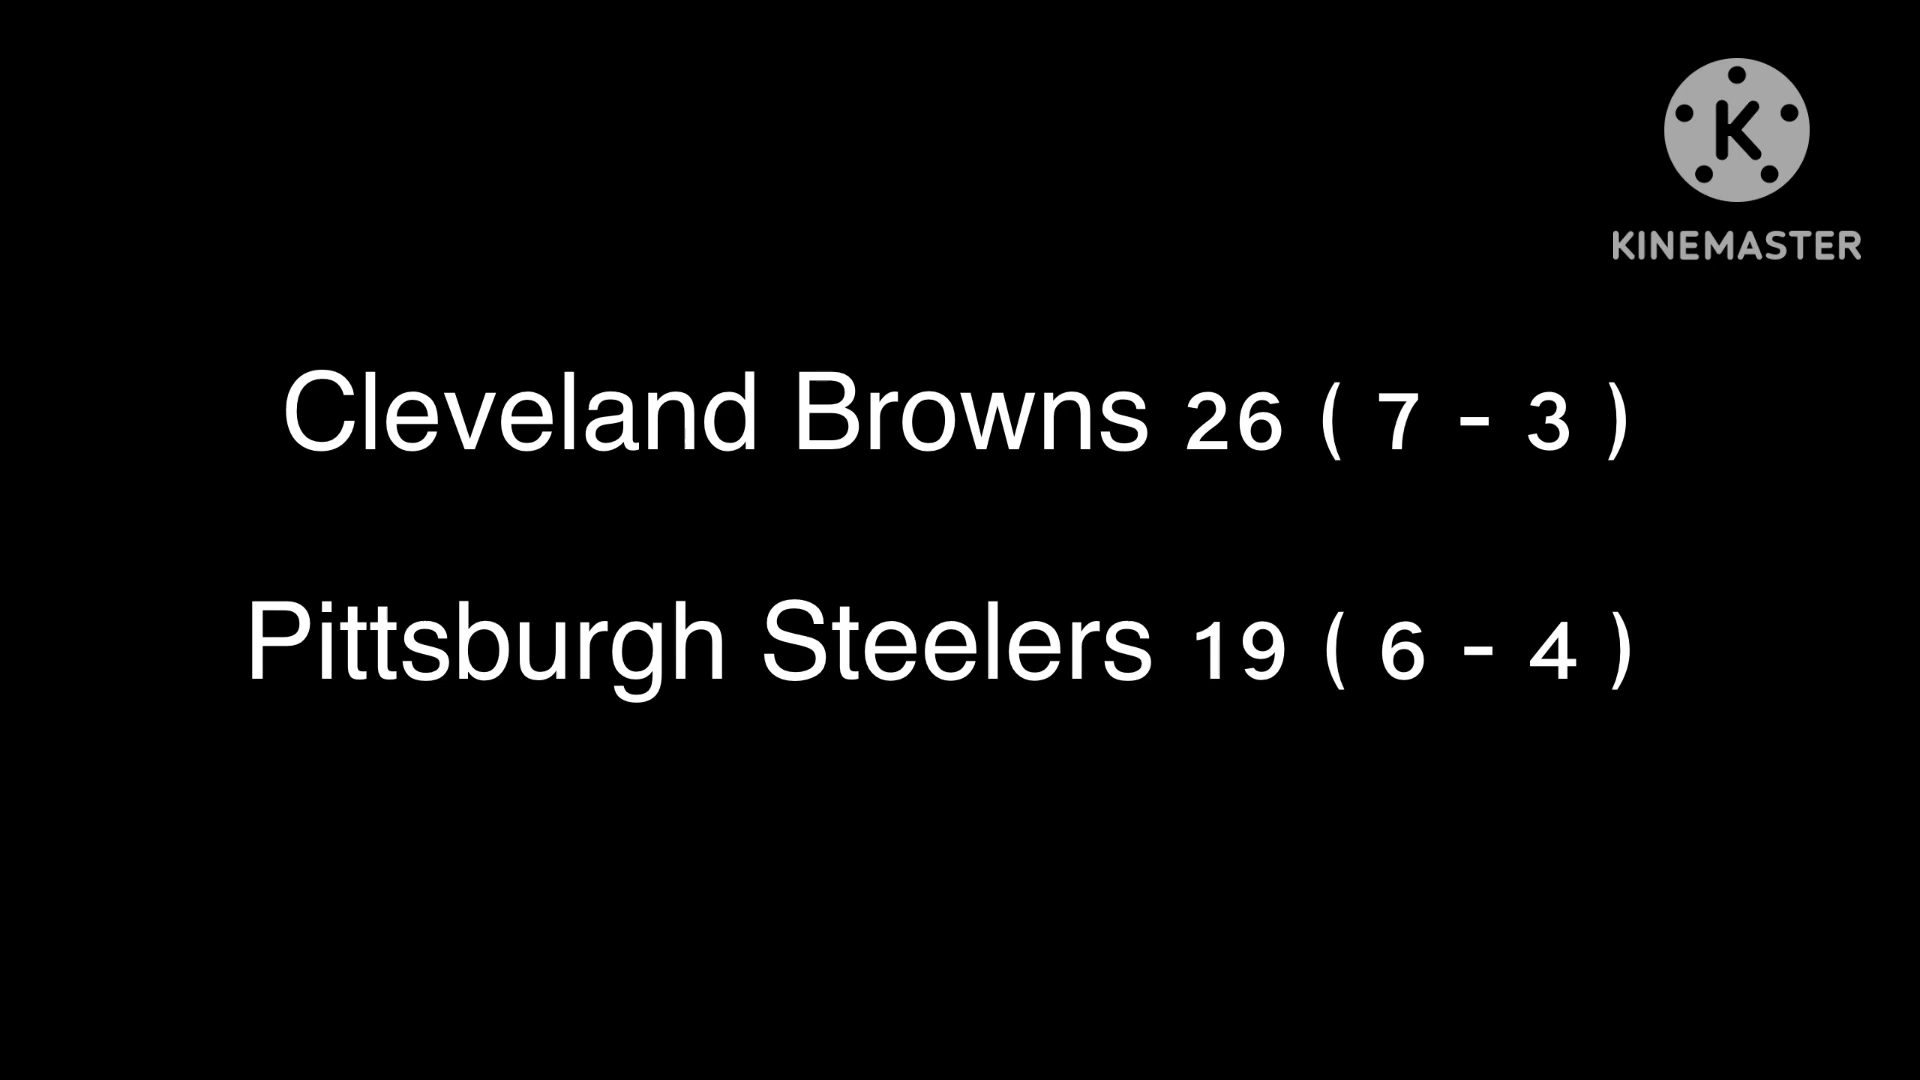 K
KINEMASTER
Cleveland Browns 26 ( 7 - 3 )
Pittsburgh Steelers 19 ( 6 - 4 )